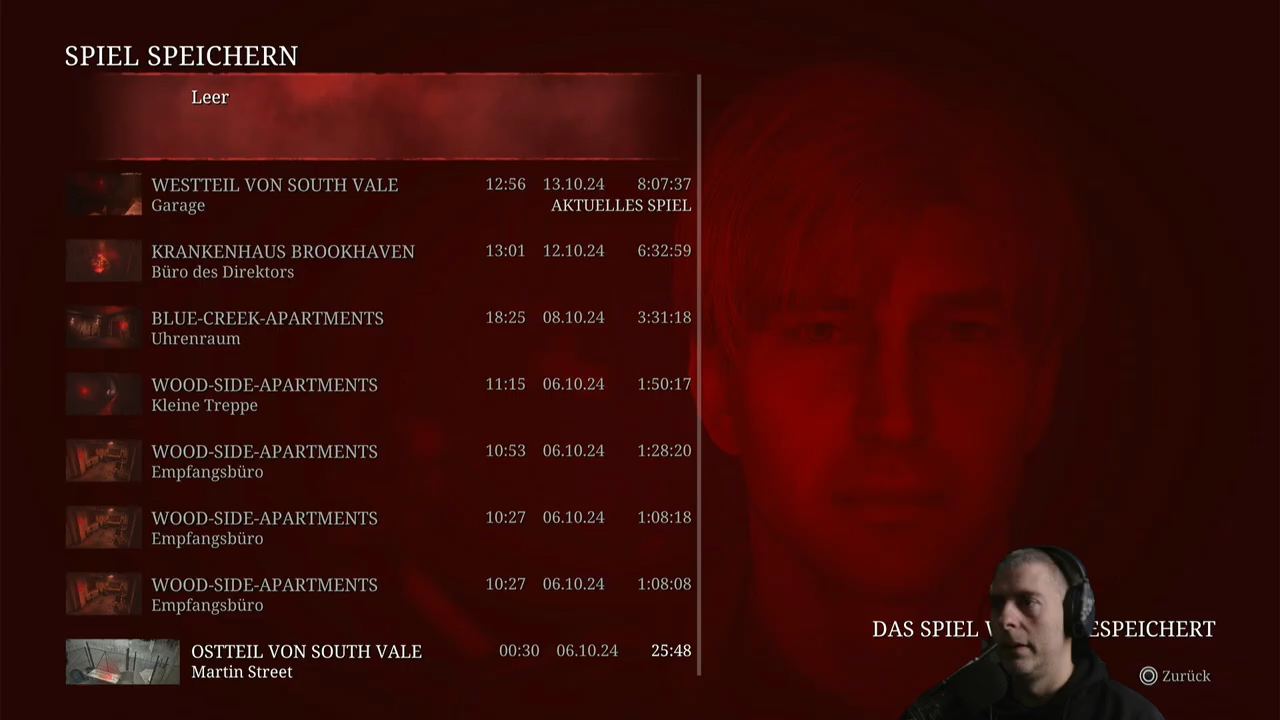 SPIEL SPEICHERN
Leer
WESTTEIL VON SOUTH VALE 12:56 13.10.24 8:07:37
Garage AKTUELLES SPIEL
KRANKENHAUS BROOKHAVEN 13:01 12.10.24 6:32:59
Büro des Direktors
BLUE-CREEK-APARTMENTS 18:25 08.10.24 3:31:18
Uhrenraum
WOOD-SIDE-APARTMENTS 11:15 06.10.24 1:50:17
Kleine Treppe
WOOD-SIDE-APARTMENTS 10:53 06.10.24 1:28:20
Empfangsbüro
WOOD-SIDE-APARTMENTS 10:27 06.10.24 1:08:18
Empfangsbüro
WOOD-SIDE-APARTMENTS 10:27 06.10.24 1:08:08
Empfangsbüro
OSTTEIL VON SOUTH VALE 00:30 06.10.24 25:48
Martin Street
DAS SPIEL
Zurück